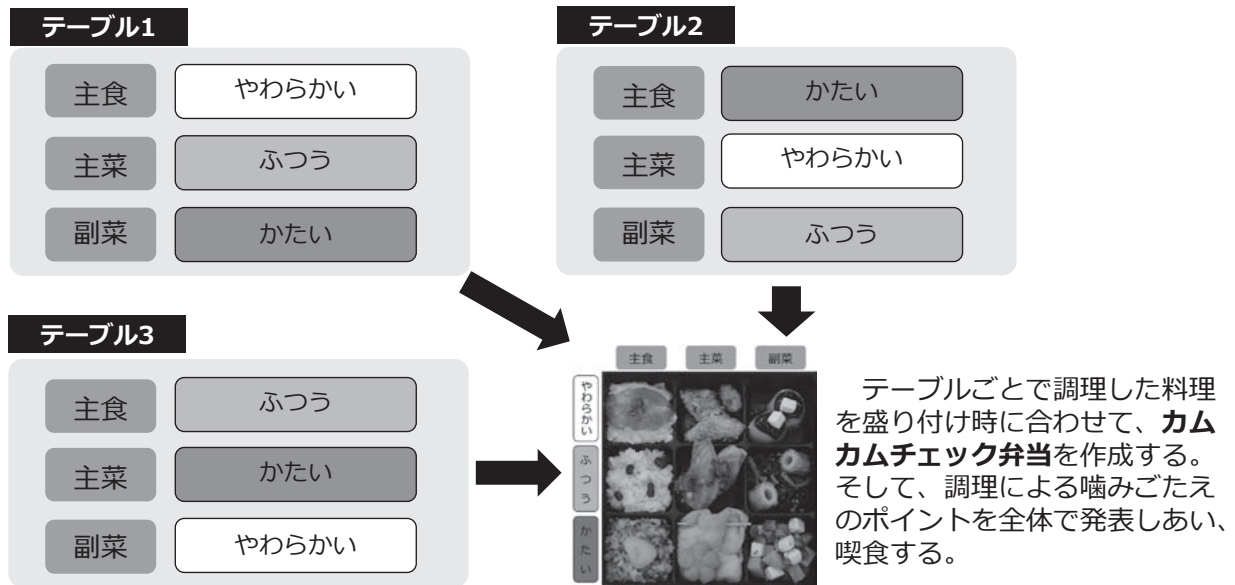 テーブル1
主食 やわらかい
主菜 ふつう
副菜 かたい
テーブル2
主食 かたい
主菜 やわらかい
副菜 ふつう
テーブル3
主食 ふつう
主菜 かたい
副菜 やわらかい
主食 主菜 副菜
やわらかい
ふつう
かたい
テーブルごとで調理した料理
を盛り付け時に合わせて、カム
カムチェック弁当を作成する。
そして、調理による噛みごたえ
のポイントを全体で発表しあい、
喫食する。